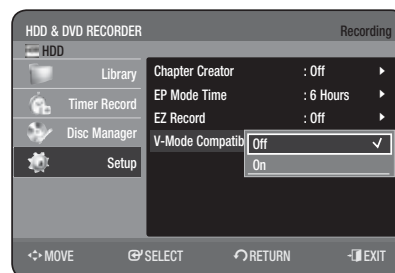 HDD & DVD RECORDER Recording
HDD
Library Chapter Creator : Off
Timer Record EP Mode Time : 6 Hours
Disc Manager EZ Record : Off
Setup V-Mode Compatib Off
On
MOVE SELECT RETURN EXIT